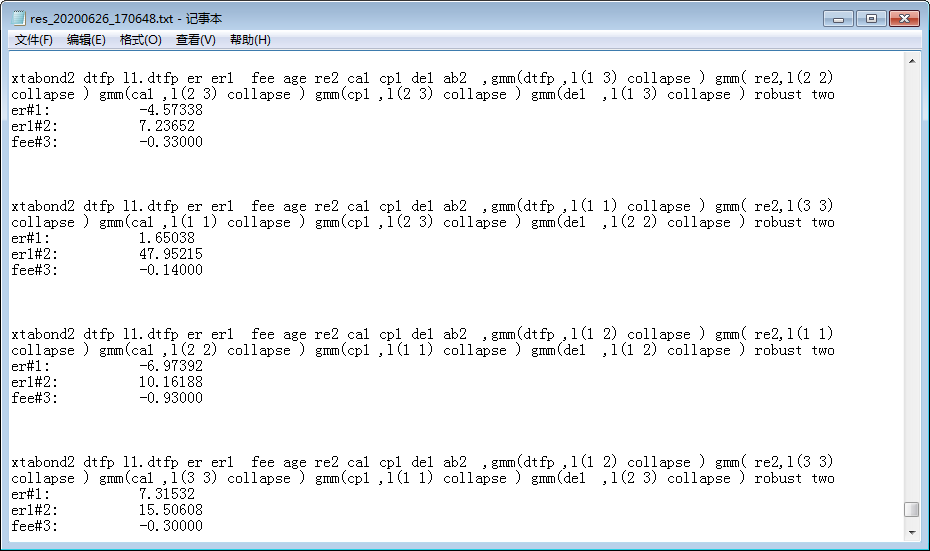 res_20200626_170648.txt - 记事本
文件(F) 编辑(E) 格式(O) 查看(V) 帮助(H)
xtabond2 dtfp l1.dtfp er er1  fee age re2 ca1 cp1 de1 ab2  ,gmm(dtfp ,l(1 3) collapse ) gmm( re2,l(2 2)
collapse ) gmm(ca1 ,l(2 3) collapse ) gmm(cp1 ,l(2 3) collapse ) gmm(de1  ,l(1 3) collapse ) robust two
er#1: -4.57338
er1#2: 7.23652
fee#3: -0.33000
xtabond2 dtfp l1.dtfp er er1  fee age re2 ca1 cp1 de1 ab2  ,gmm(dtfp ,l(1 1) collapse ) gmm( re2,l(3 3)
collapse ) gmm(ca1 ,l(1 1) collapse ) gmm(cp1 ,l(2 3) collapse ) gmm(de1  ,l(2 2) collapse ) robust two
er#1: 1.65038
er1#2: 47.95215
fee#3: -0.14000
xtabond2 dtfp l1.dtfp er er1  fee age re2 ca1 cp1 de1 ab2  ,gmm(dtfp ,l(1 2) collapse ) gmm( re2,l(1 1)
collapse ) gmm(ca1 ,l(2 2) collapse ) gmm(cp1 ,l(1 1) collapse ) gmm(de1  ,l(1 2) collapse ) robust two
er#1: -6.97392
er1#2: 10.16188
fee#3: -0.93000
xtabond2 dtfp l1.dtfp er er1  fee age re2 ca1 cp1 de1 ab2  ,gmm(dtfp ,l(1 2) collapse ) gmm( re2,l(3 3)
collapse ) gmm(ca1 ,l(3 3) collapse ) gmm(cp1 ,l(1 1) collapse ) gmm(de1  ,l(2 3) collapse ) robust two
er#1: 7.31532
er1#2: 15.50608
fee#3: -0.30000